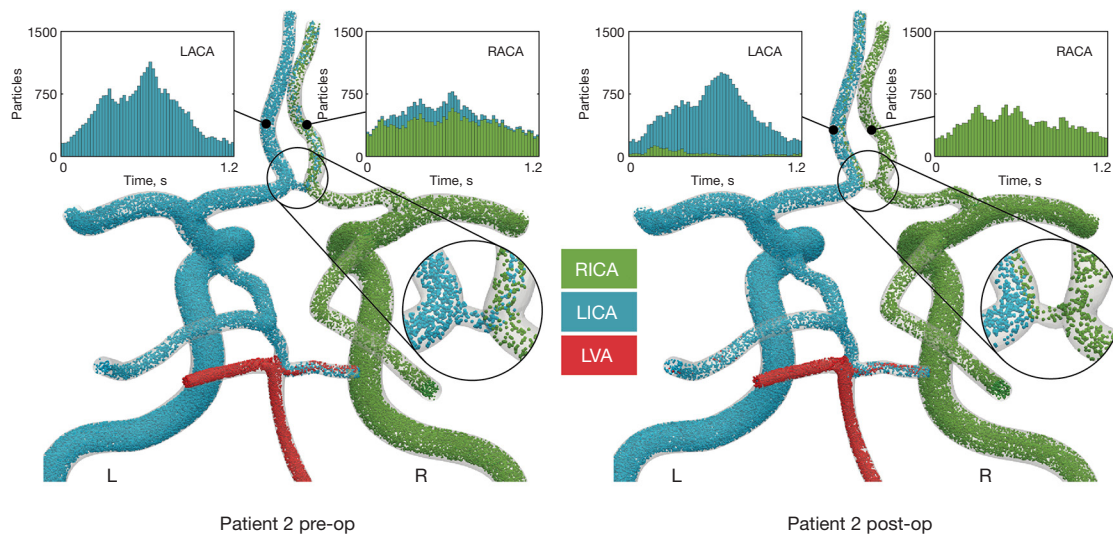 1500
LACA
Particles
750
0
0
1.2
Time, s
1500
RACA
Particles
750
0
0
1.2
Time, s
1500
LACA
Particles
750
0
0
1.2
Time, s
1500
RACA
Particles
750
0
0
1.2
Time, s
RICA
LICA
LVA
L
R
L
R
Patient 2 pre-op
Patient 2 post-op